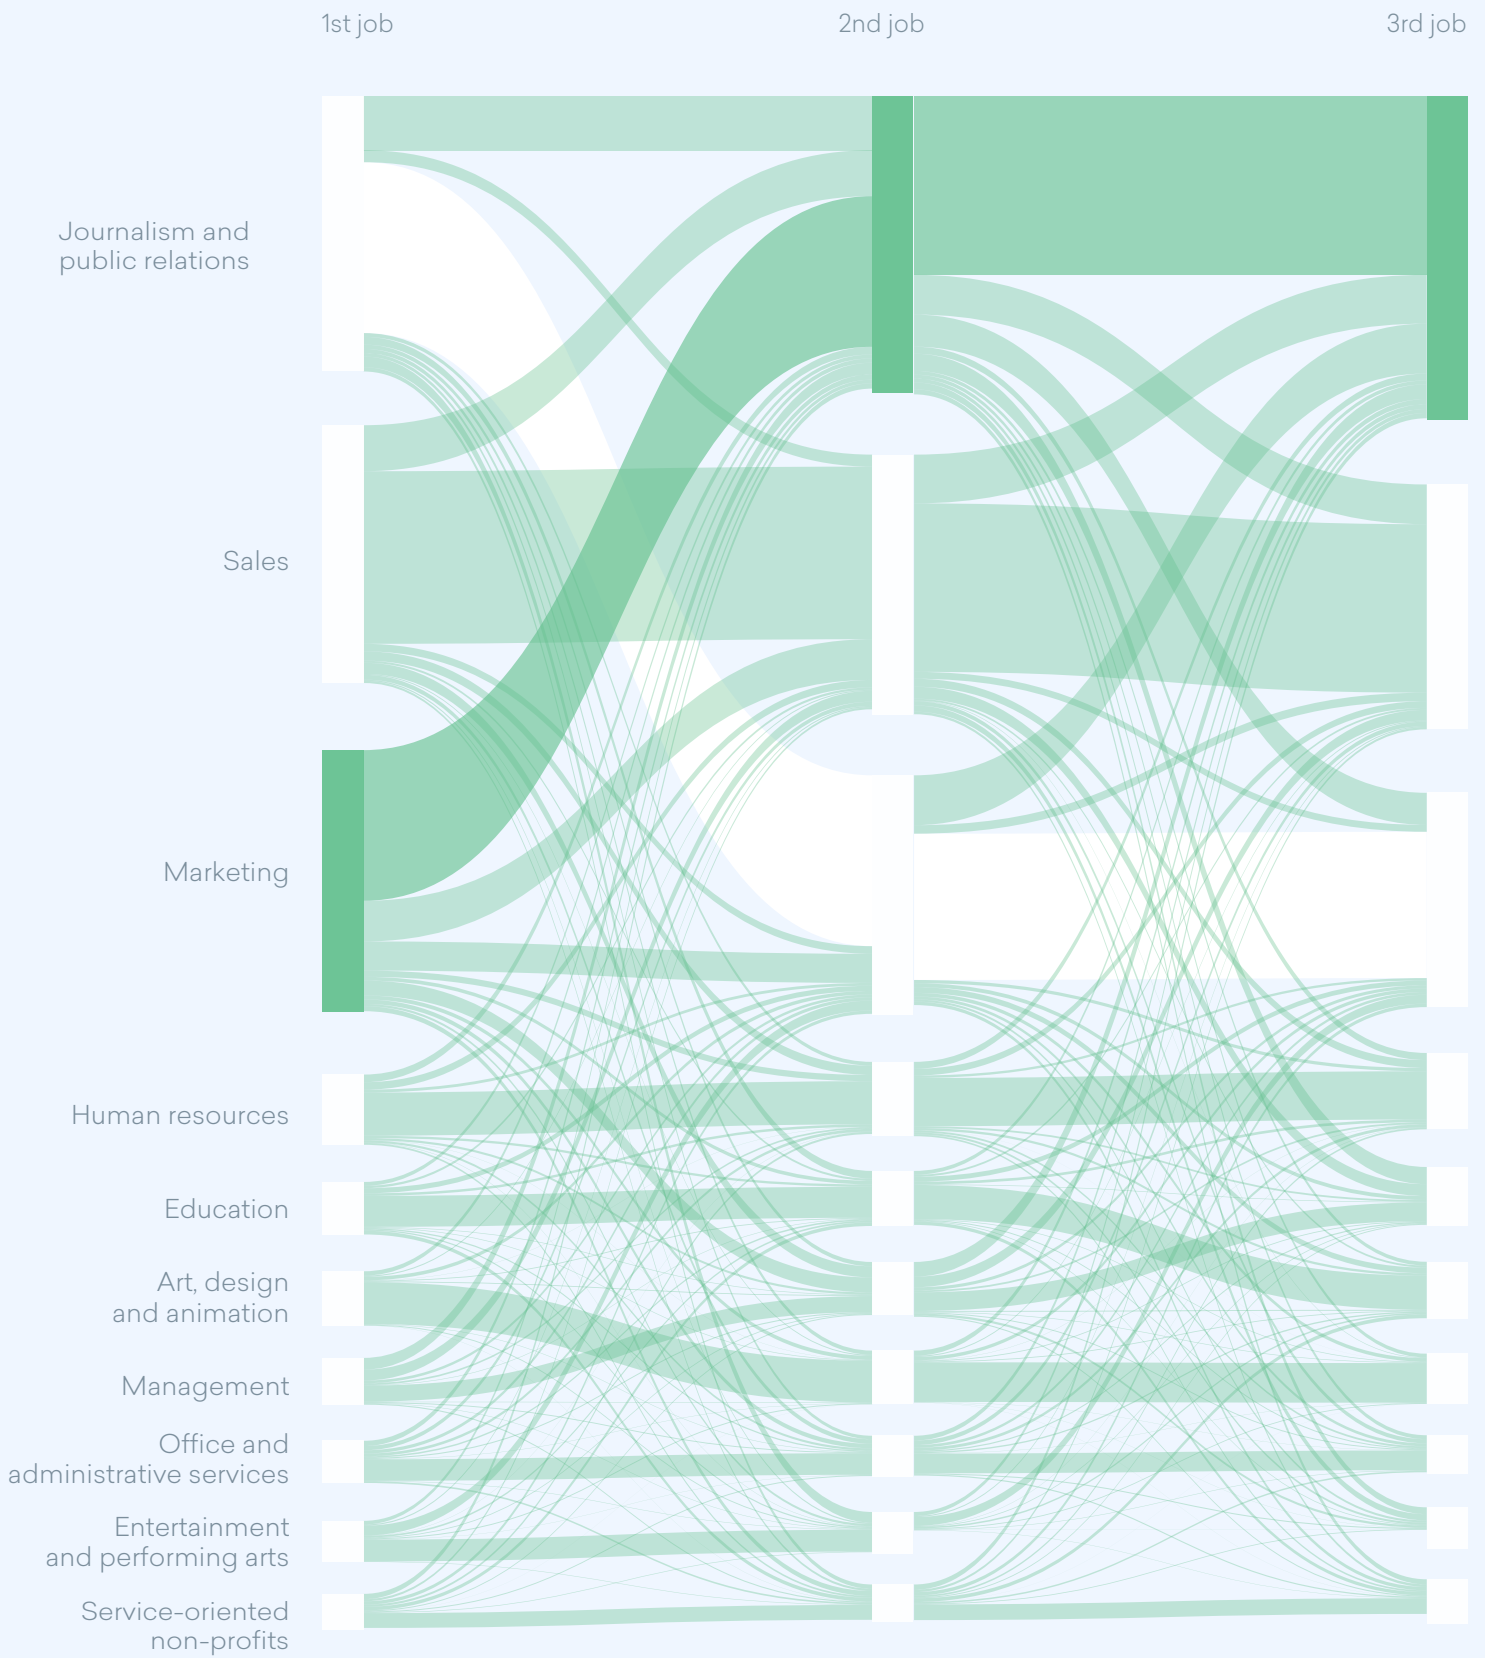 1st job
2nd job
3rd job
Journalism and
public relations
Sales
Marketing
Human resources
Education
Art, design
and animation
Management
Office and
administrative services
Entertainment
and performing arts
Service-oriented
non-profits